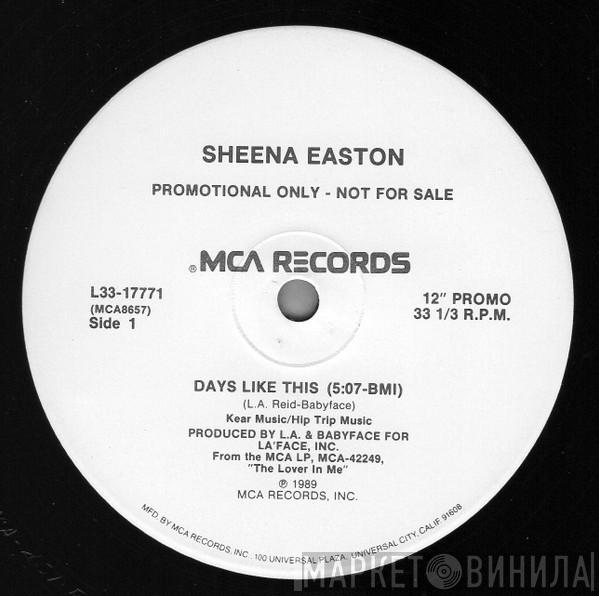 SHEENA EASTON
PROMOTIONAL ONLY - NOT FOR SALE
®MCA RECORDS
L33-17771
(MCA8657)
Side 1
12" PROMO
33 1/3 R.P.M.
DAYS LIKE THIS (5:07-BMI)
(L.A. Reid-Babyface)
Kear Music/Hip Trip Music
PRODUCED BY L.A. & BABYFACE FOR
LA'FACE, INC.
From the MCA LP, MCA-42249,
"The Lover In Me"
℗ 1989
MCA RECORDS, INC.
MFD. BY MCA RECORDS, INC., 100 UNIVERSAL PLAZA, UNIVERSAL CITY, CALIF. 91608
МАРКЕТ ВИНИЛА